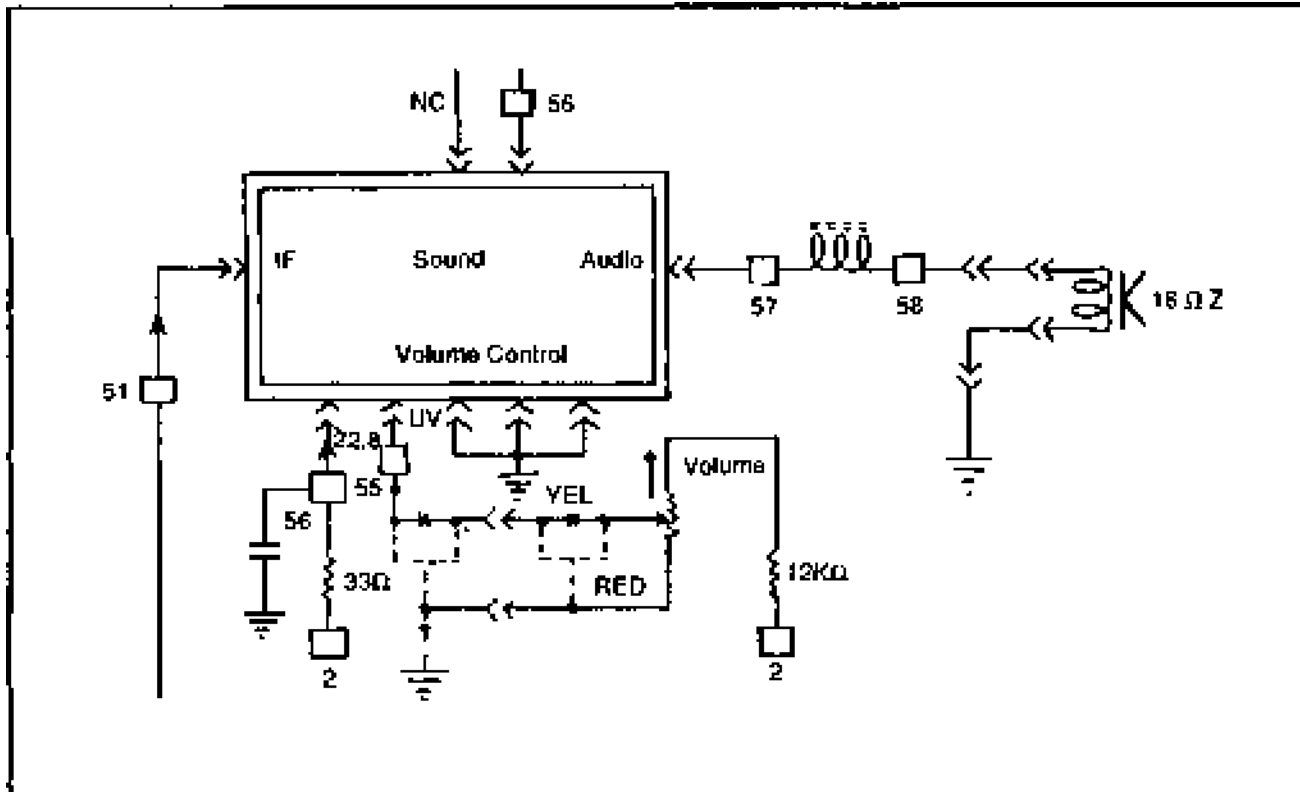 NC
56
IF
Sound
Audio
57
58
16 Ω Z
Volume Control
51
UV
22.8
55
56
Volume
YEL
33Ω
RED
12KΩ
2
2